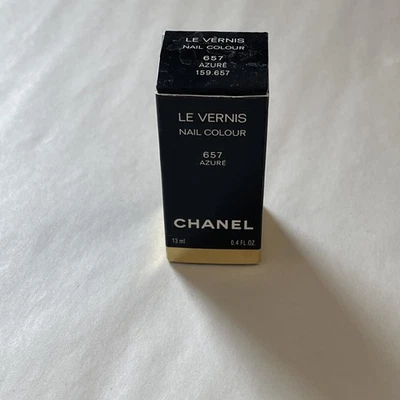 LE VERNIS
NAIL COLOUR
657
AZURÉ
159.657
LE VERNIS
NAIL COLOUR
657
AZURÉ
CHANEL
13 ml 0.4 FL.OZ.